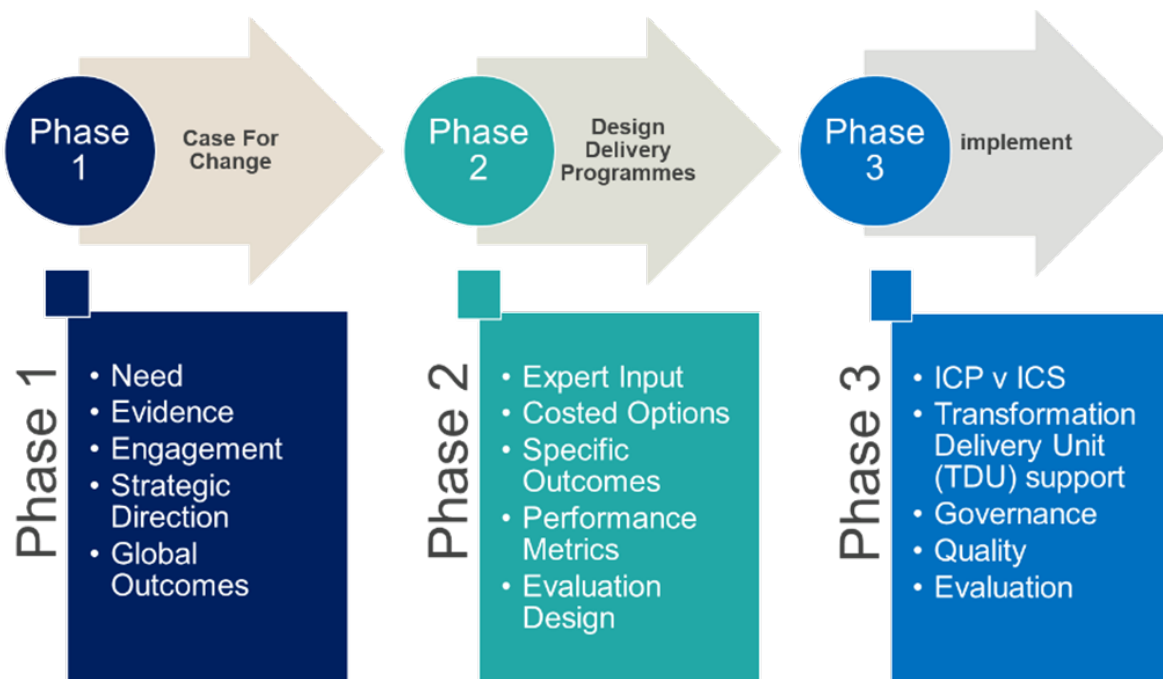 Phase
1
Case For
Change
Phase
2
Design
Delivery
Programmes
Phase
3
implement
Phase 1
• Need
• Evidence
• Engagement
• Strategic
Direction
• Global
Outcomes
Phase 2
• Expert Input
• Costed Options
• Specific
Outcomes
• Performance
Metrics
• Evaluation
Design
Phase 3
• ICP v ICS
• Transformation
Delivery Unit
(TDU) support
• Governance
• Quality
• Evaluation